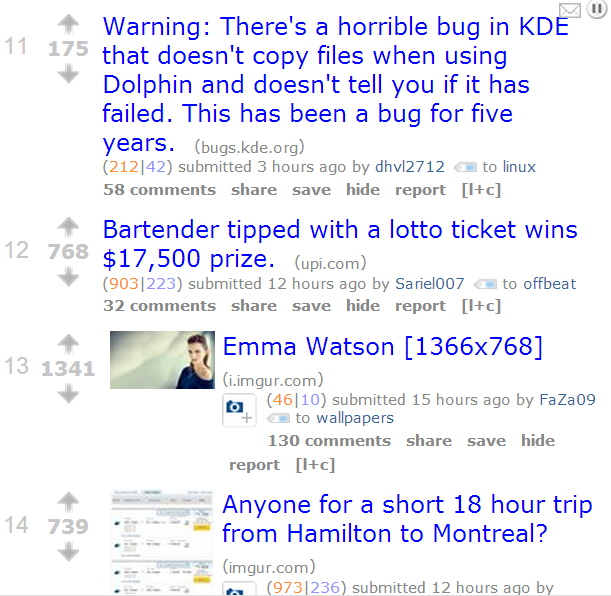 11
175
Warning: There's a horrible bug in KDE
that doesn't copy files when using
Dolphin and doesn't tell you if it has
failed. This has been a bug for five
years. (bugs.kde.org)
(212|42) submitted 3 hours ago by dhvl2712 to linux
58 comments share save hide report [l+c]
12
768
Bartender tipped with a lotto ticket wins
$17,500 prize. (upi.com)
(903|223) submitted 12 hours ago by Sariel007 to offbeat
32 comments share save hide report [l+c]
13
1341
Emma Watson [1366x768]
(i.imgur.com)
(46|10) submitted 15 hours ago by FaZa09
to wallpapers
130 comments share save hide
report [l+c]
14
739
Anyone for a short 18 hour trip
from Hamilton to Montreal?
(imgur.com)
(973|236) submitted 12 hours ago by